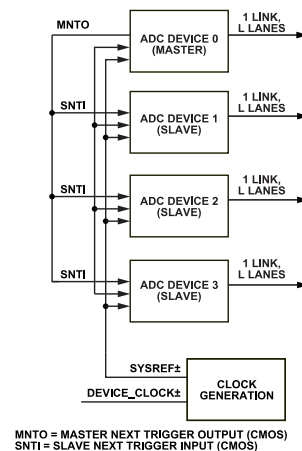 MNTO
ADC DEVICE 0
(MASTER)
1 LINK,
L LANES
SNTI
ADC DEVICE 1
(SLAVE)
1 LINK,
L LANES
SNTI
ADC DEVICE 2
(SLAVE)
1 LINK,
L LANES
SNTI
ADC DEVICE 3
(SLAVE)
1 LINK,
L LANES
SYSREF±
DEVICE_CLOCK±
CLOCK
GENERATION
MNTO = MASTER NEXT TRIGGER OUTPUT (CMOS)
SNTI = SLAVE NEXT TRIGGER INPUT (CMOS)